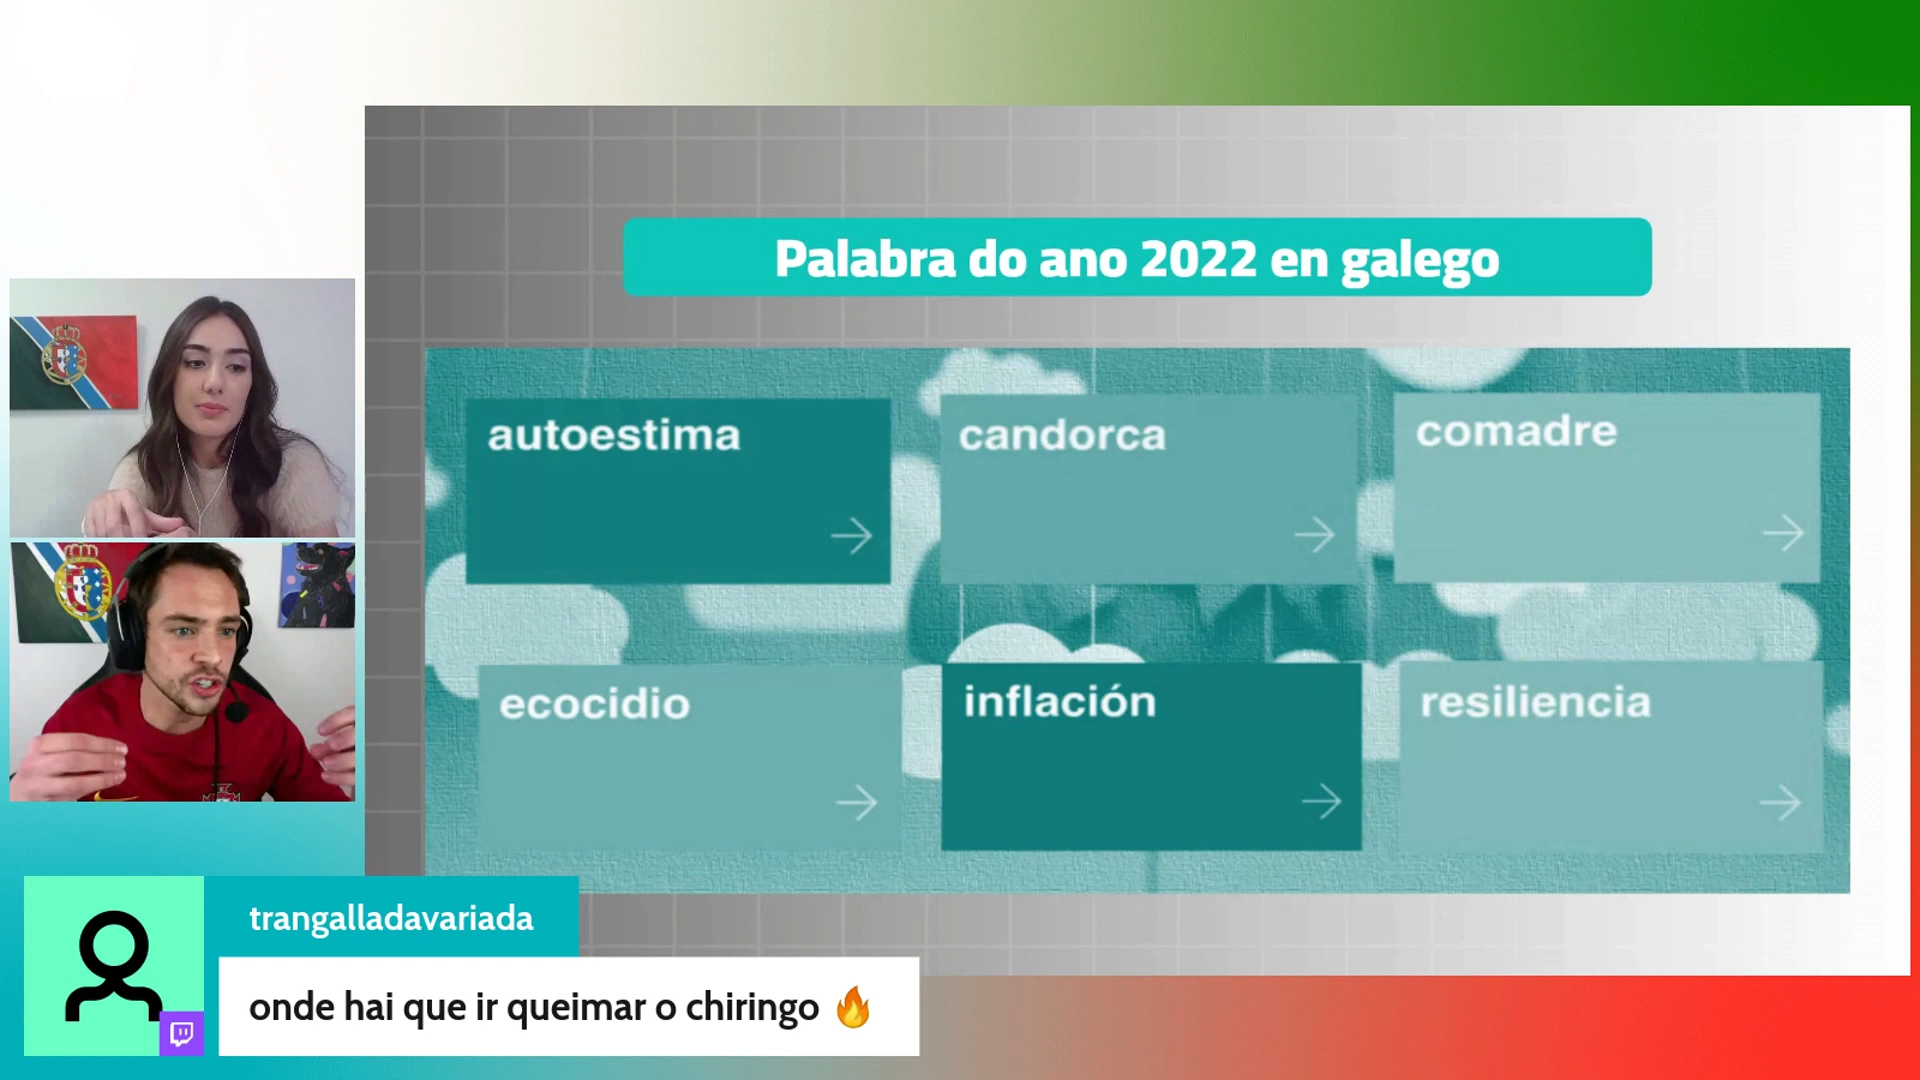 Palabra do ano 2022 en galego
autoestima
candorca
comadre
ecocidio
inflación
resiliencia
trangalladavariada
onde hai que ir queimar o chiringo 🔥